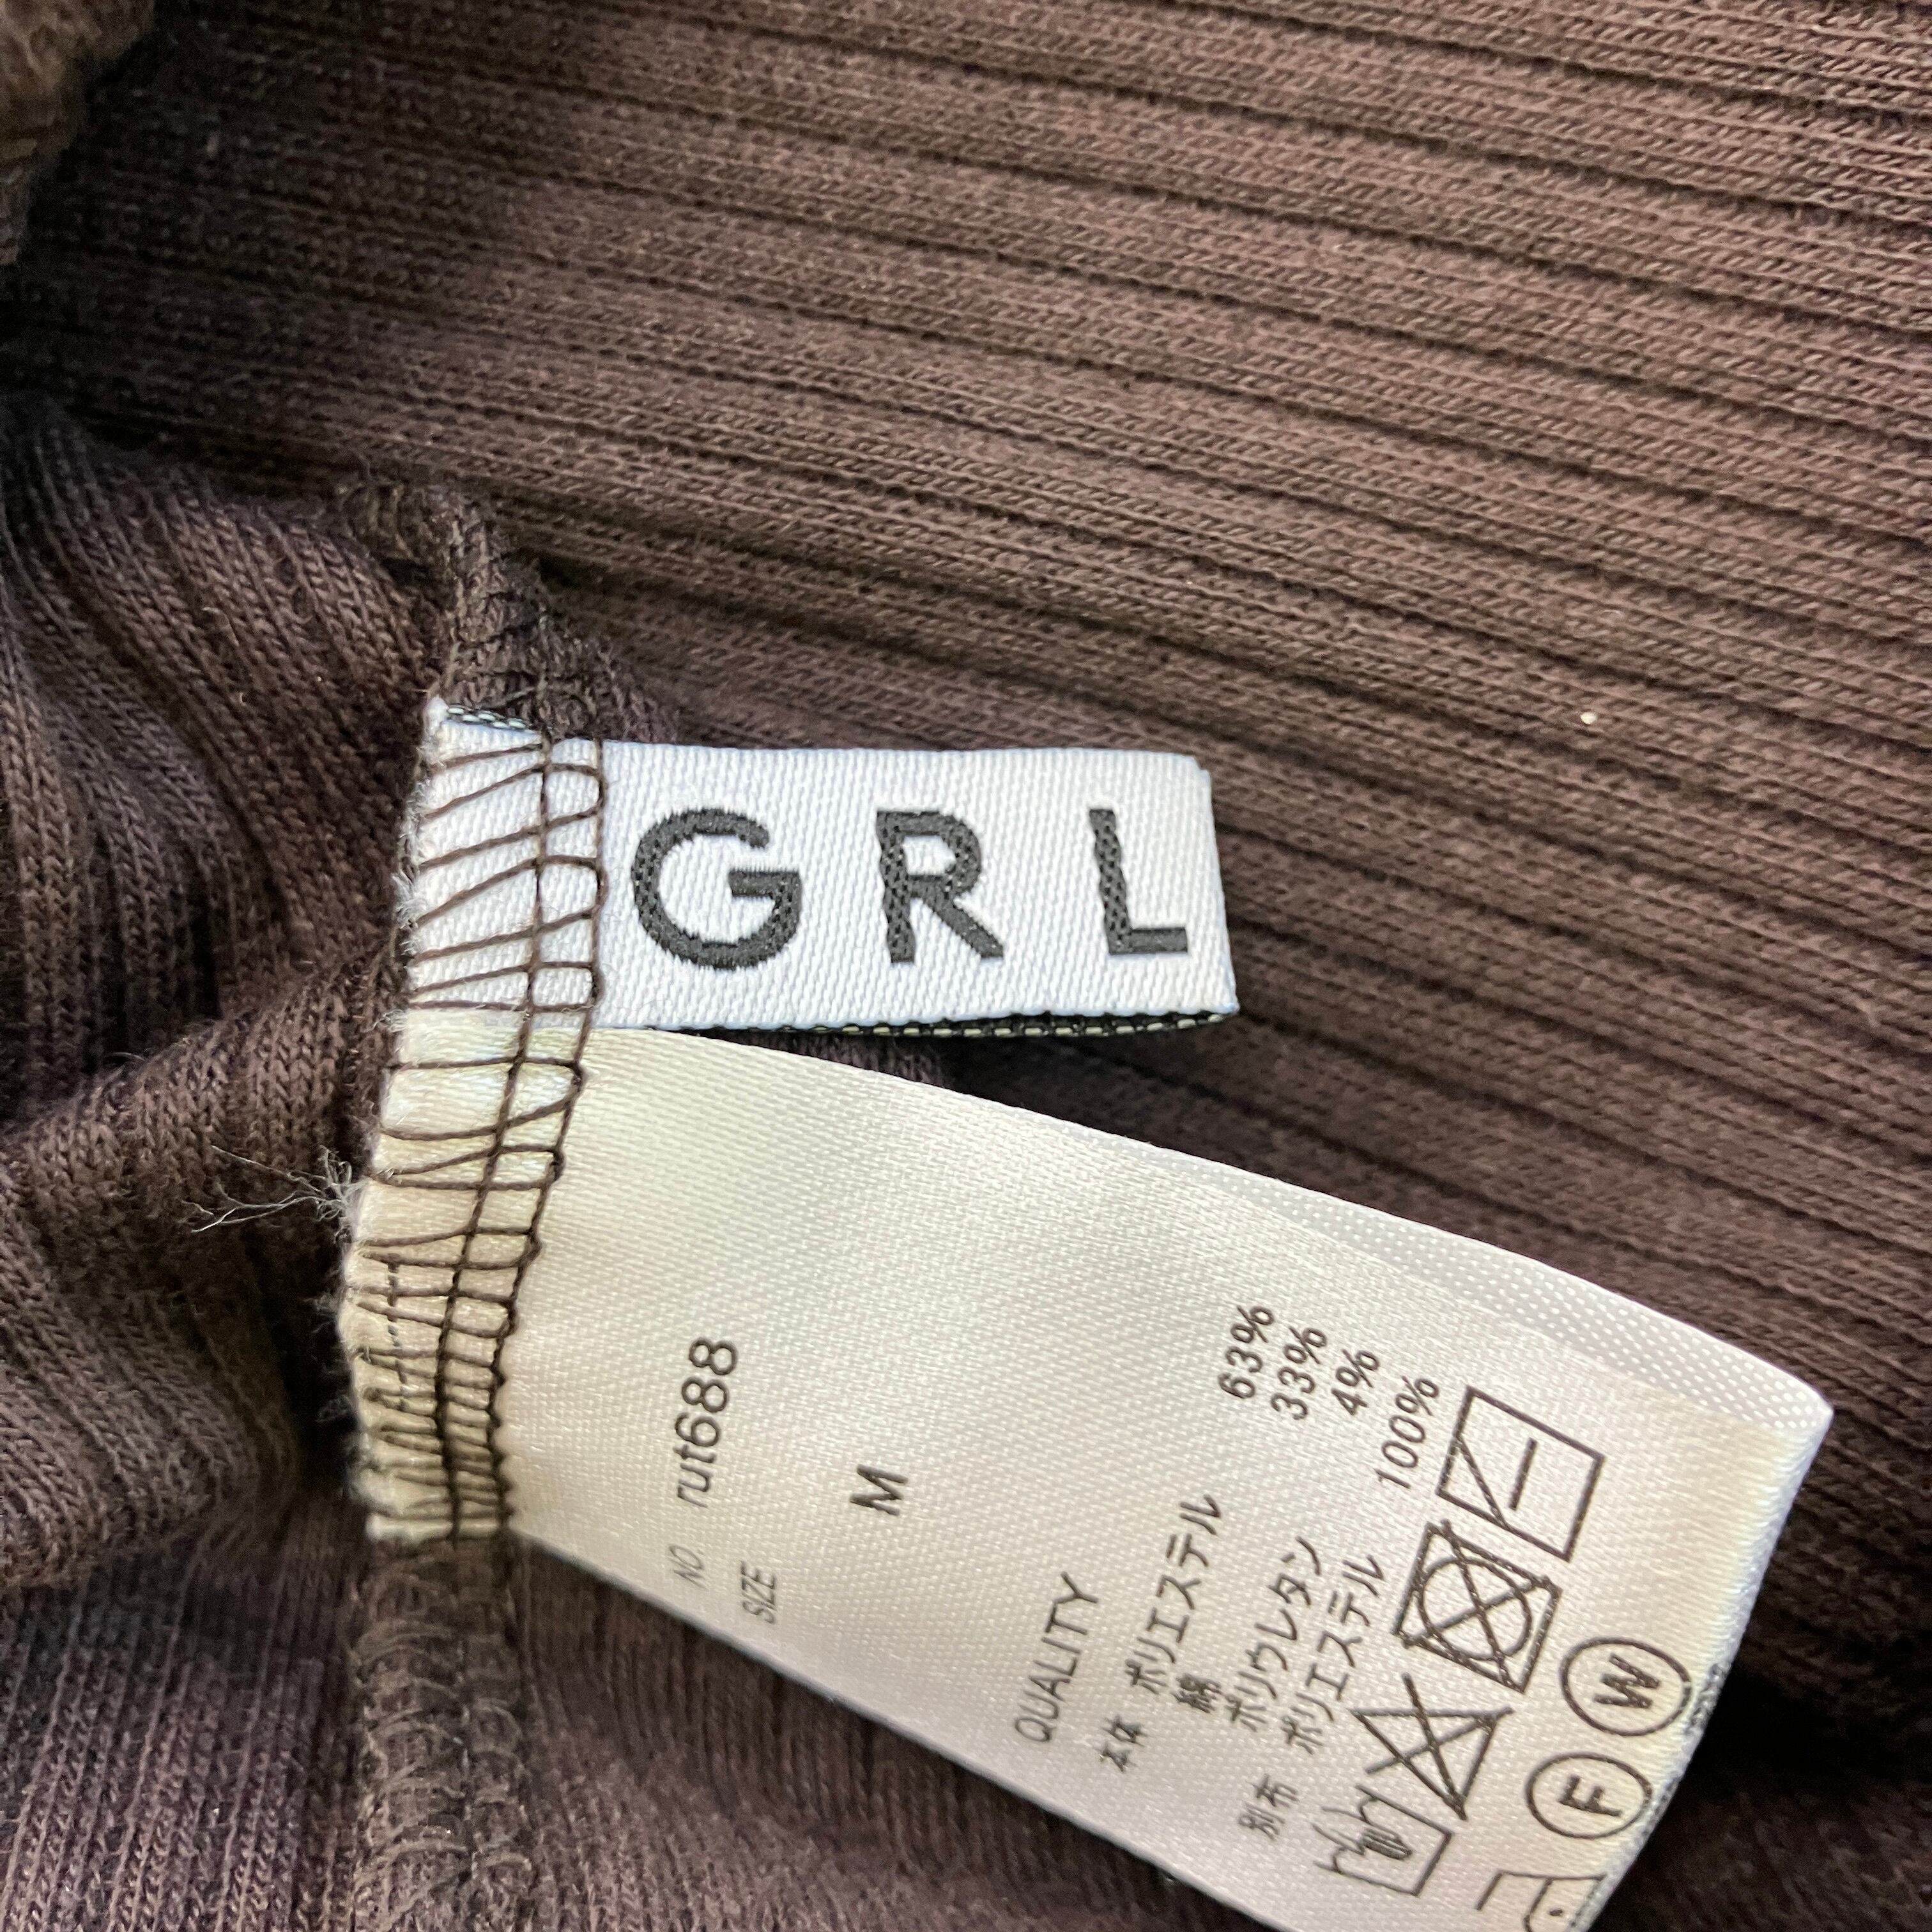 GRL
NO. rut688
SIZE
M
QUALITY
本体 ポリエステル 63%
綿 33%
ポリウレタン 4%
別布 ポリエステル 100%
F W